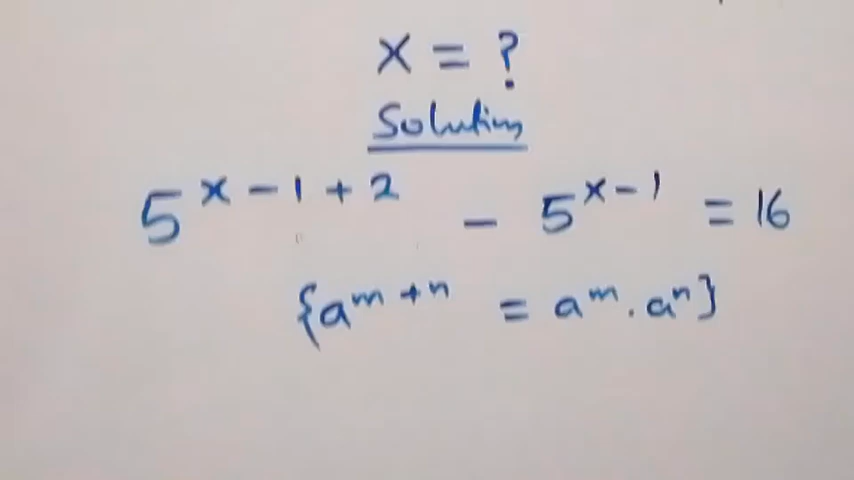 x = ?
Solution
5^{x-1+2} - 5^{x-1} = 16
{a^{m+n} = a^m . a^n}